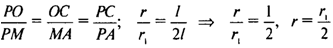 PO/PM = OC/MA = PC/PA; r/r₁ = l/2l ⇒ r/r₁ = 1/2, r = r₁/2